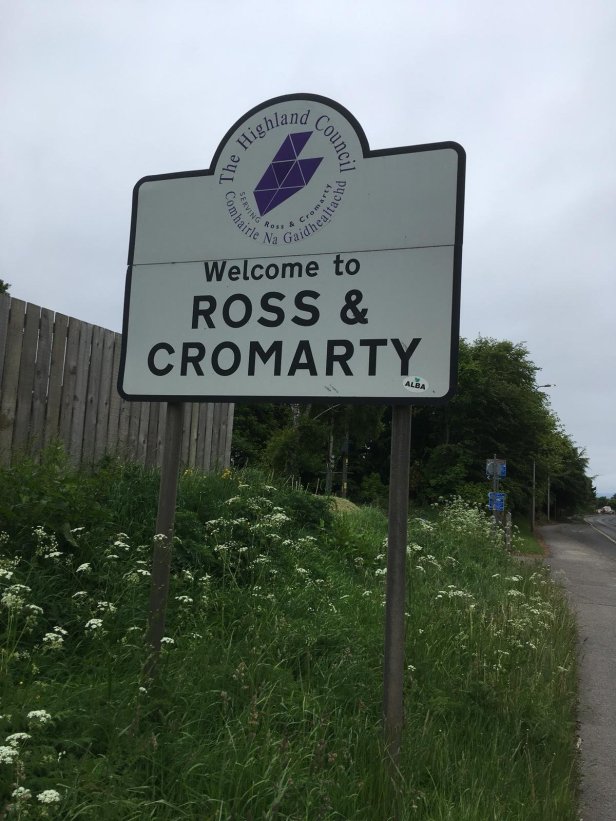 The Highland Council
SERVING Ross & Cromarty
Comhairle Na Gaidhealtachd
Welcome to
ROSS &
CROMARTY
ALBA